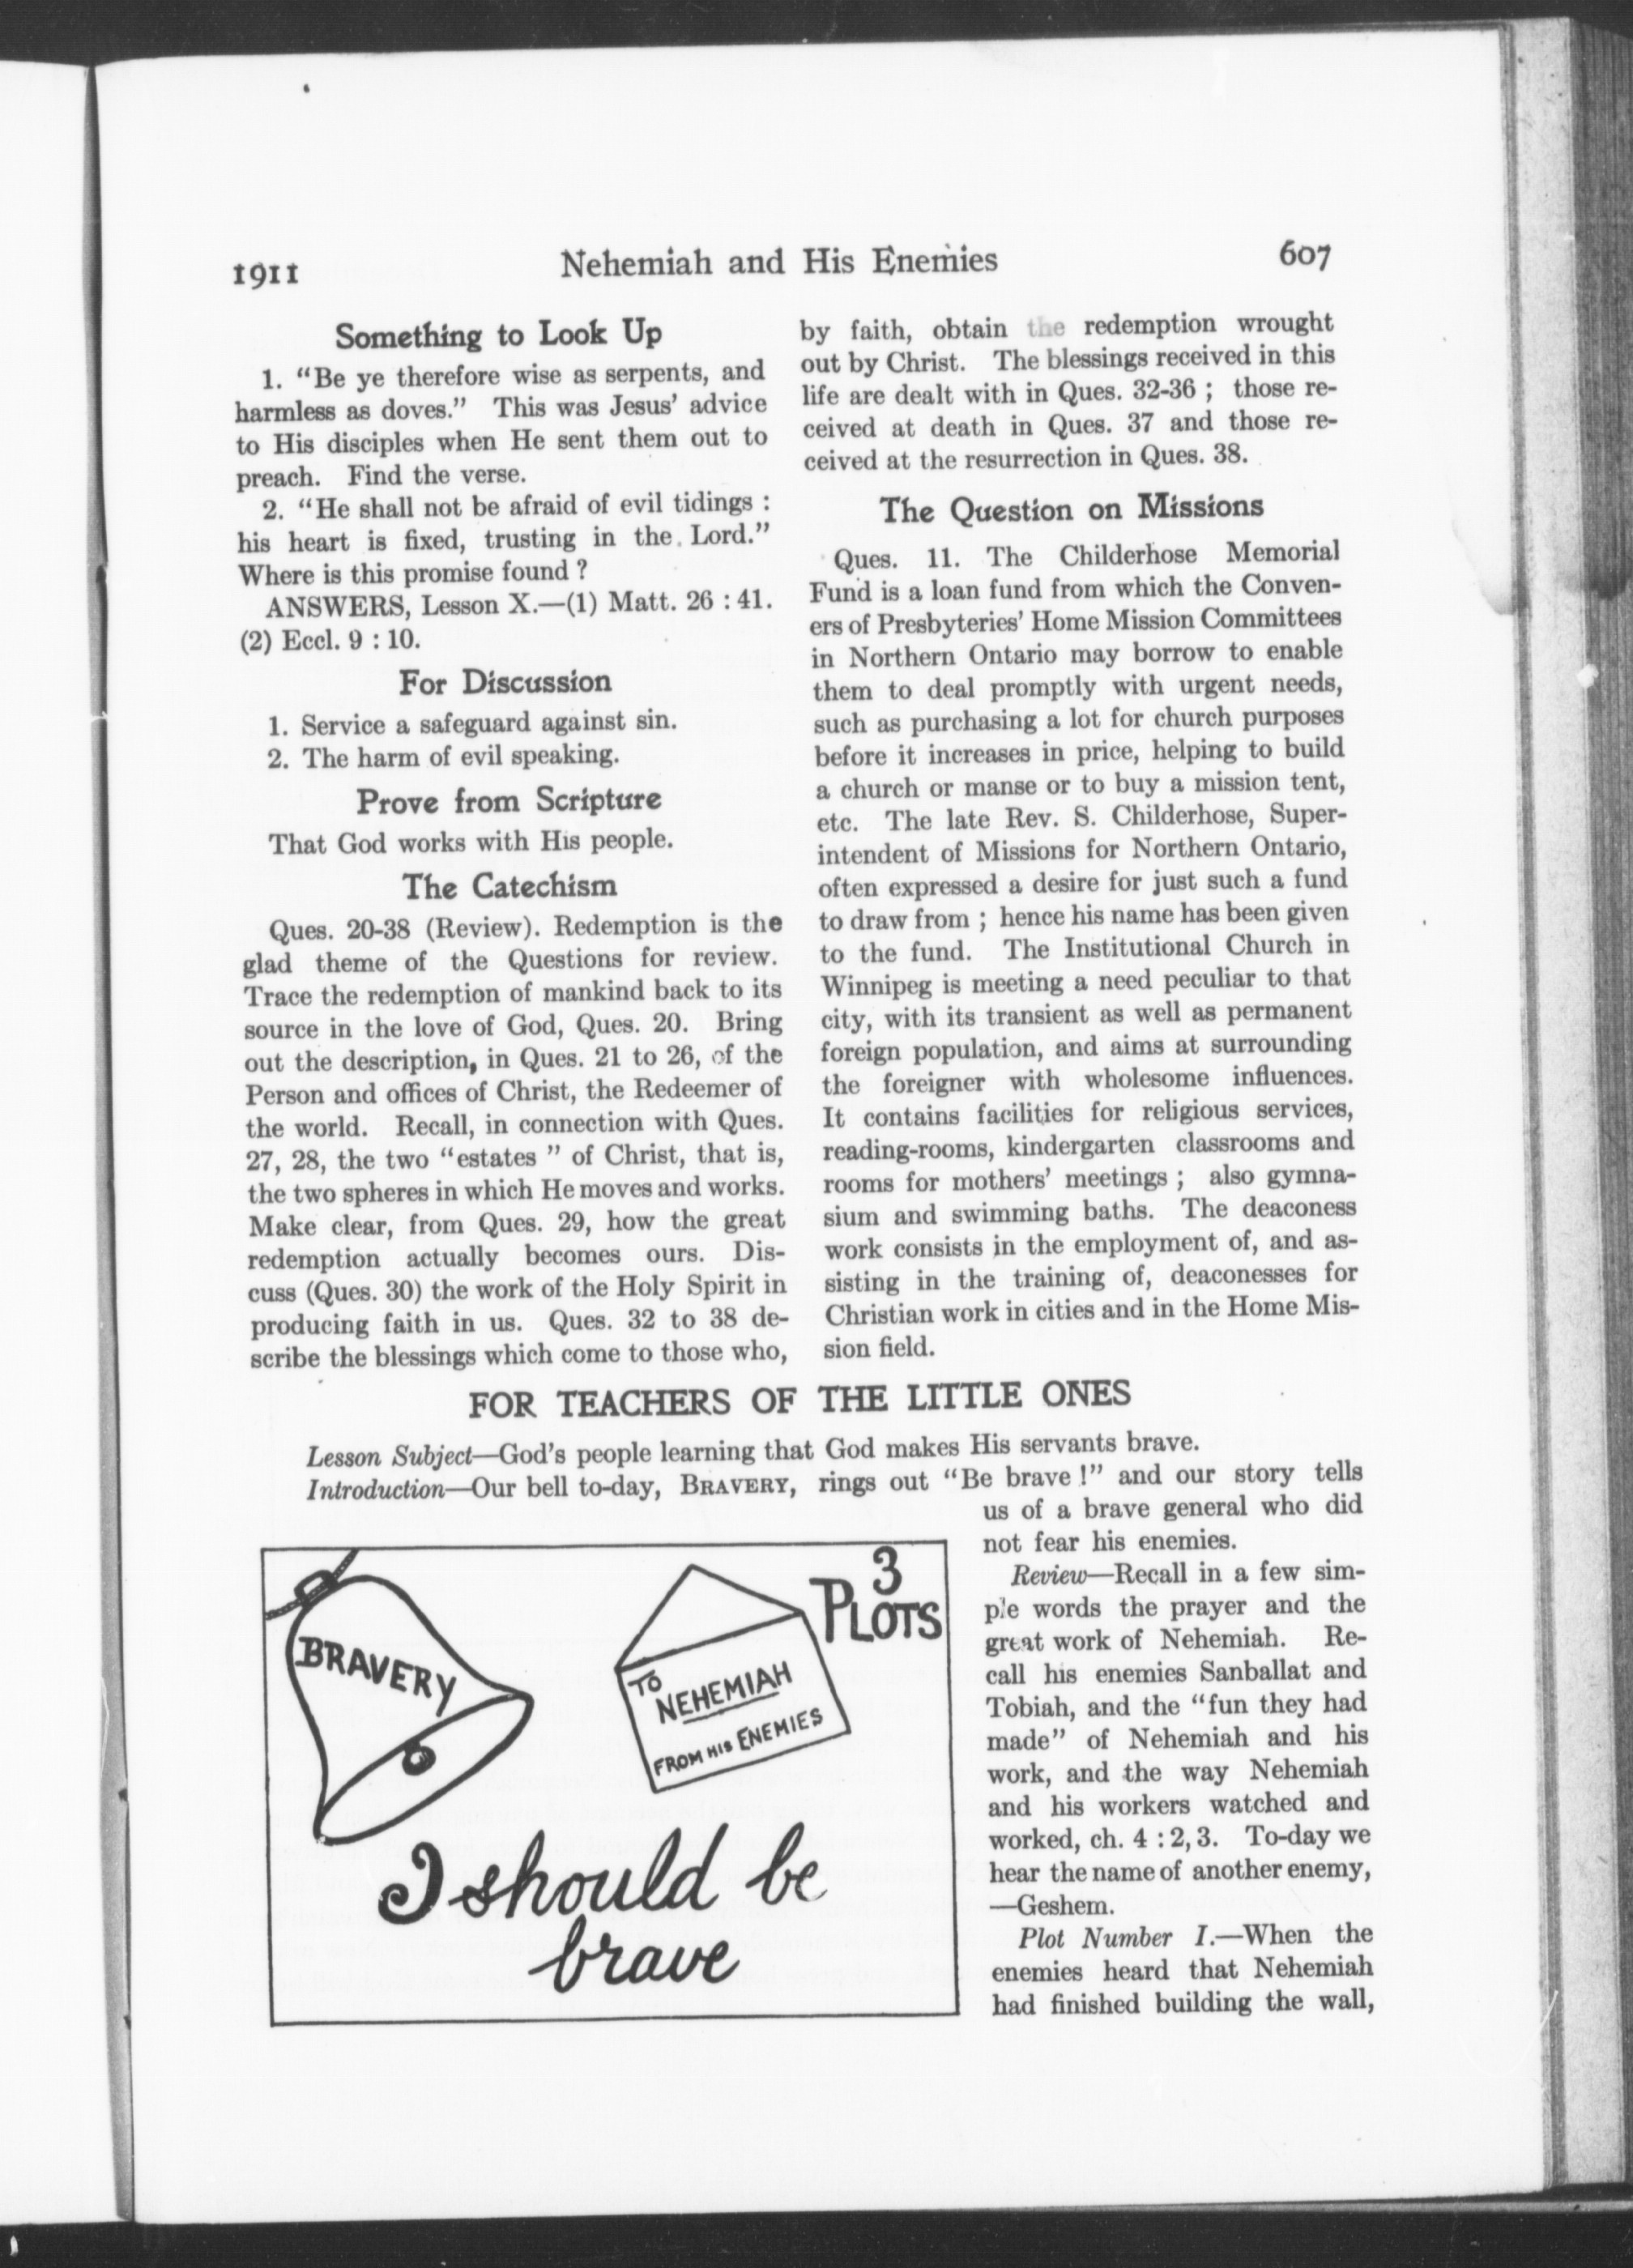 1911
Nehemiah and His Enemies
607
Something to Look Up
1. "Be ye therefore wise as serpents, and
harmless as doves." This was Jesus' advice
to His disciples when He sent them out to
preach. Find the verse.
2. "He shall not be afraid of evil tidings :
his heart is fixed, trusting in the Lord."
Where is this promise found ?
ANSWERS, Lesson X.—(1) Matt. 26 : 41.
(2) Eccl. 9 : 10.
For Discussion
1. Service a safeguard against sin.
2. The harm of evil speaking.
Prove from Scripture
That God works with His people.
The Catechism
Ques. 20-38 (Review). Redemption is the
glad theme of the Questions for review.
Trace the redemption of mankind back to its
source in the love of God, Ques. 20. Bring
out the description, in Ques. 21 to 26, of the
Person and offices of Christ, the Redeemer of
the world. Recall, in connection with Ques.
27, 28, the two "estates " of Christ, that is,
the two spheres in which He moves and works.
Make clear, from Ques. 29, how the great
redemption actually becomes ours. Dis-
cuss (Ques. 30) the work of the Holy Spirit in
producing faith in us. Ques. 32 to 38 de-
scribe the blessings which come to those who,
by faith, obtain the redemption wrought
out by Christ. The blessings received in this
life are dealt with in Ques. 32-36 ; those re-
ceived at death in Ques. 37 and those re-
ceived at the resurrection in Ques. 38.
The Question on Missions
Ques. 11. The Childerhose Memorial
Fund is a loan fund from which the Conven-
ers of Presbyteries' Home Mission Committees
in Northern Ontario may borrow to enable
them to deal promptly with urgent needs,
such as purchasing a lot for church purposes
before it increases in price, helping to build
a church or manse or to buy a mission tent,
etc. The late Rev. S. Childerhose, Super-
intendent of Missions for Northern Ontario,
often expressed a desire for just such a fund
to draw from ; hence his name has been given
to the fund. The Institutional Church in
Winnipeg is meeting a need peculiar to that
city, with its transient as well as permanent
foreign population, and aims at surrounding
the foreigner with wholesome influences.
It contains facilities for religious services,
reading-rooms, kindergarten classrooms and
rooms for mothers' meetings ; also gymna-
sium and swimming baths. The deaconess
work consists in the employment of, and as-
sisting in the training of, deaconesses for
Christian work in cities and in the Home Mis-
sion field.
FOR TEACHERS OF THE LITTLE ONES
Lesson Subject—God's people learning that God makes His servants brave.
Introduction—Our bell to-day, BRAVERY, rings out "Be brave !" and our story tells
us of a brave general who did
not fear his enemies.
Review—Recall in a few sim-
ple words the prayer and the
great work of Nehemiah. Re-
call his enemies Sanballat and
Tobiah, and the "fun they had
made" of Nehemiah and his
work, and the way Nehemiah
and his workers watched and
worked, ch. 4 : 2, 3. To-day we
hear the name of another enemy,
—Geshem.
Plot Number I.—When the
enemies heard that Nehemiah
had finished building the wall,
BRAVERY
3
PLOTS
TO
NEHEMIAH
FROM HIS ENEMIES
I should be
brave